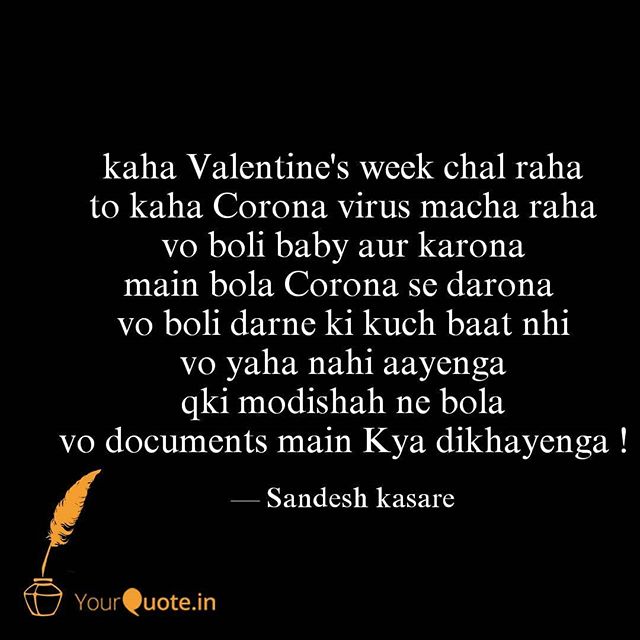 kaha Valentine's week chal raha
to kaha Corona virus macha raha
vo boli baby aur karona
main bola Corona se darona
vo boli darne ki kuch baat nhi
vo yaha nahi aayenga
qki modishah ne bola
vo documents main Kya dikhayenga !
— Sandesh kasare
YourQuote.in